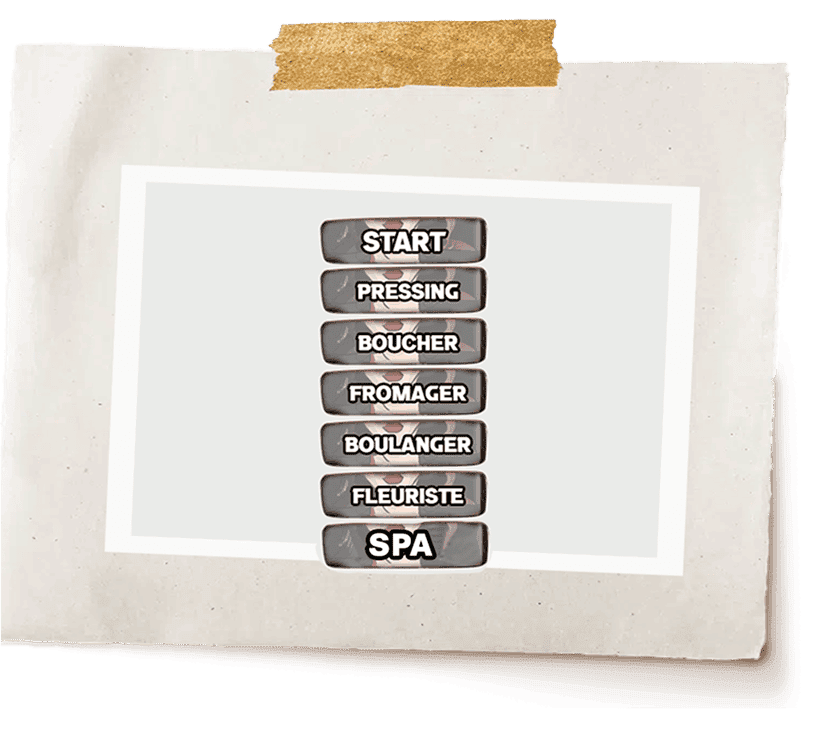 START
PRESSING
BOUCHER
FROMAGER
BOULANGER
FLEURISTE
SPA